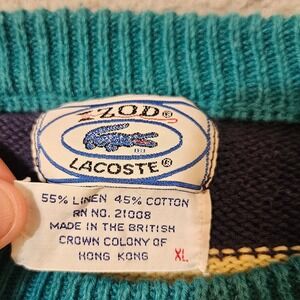 IZOD®
LACOSTE®
55% LINEN 45% COTTON
RN NO. 21008
MADE IN THE BRITISH
CROWN COLONY OF
HONG KONG
XL